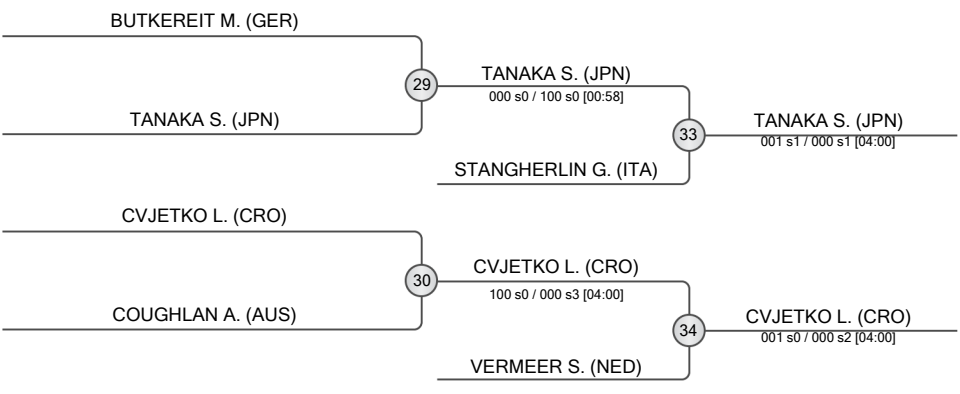 BUTKEREIT M. (GER)
29
TANAKA S. (JPN)
000 s0 / 100 s0 [00:58]
TANAKA S. (JPN)
33
TANAKA S. (JPN)
001 s1 / 000 s1 [04:00]
STANGHERLIN G. (ITA)
CVJETKO L. (CRO)
30
CVJETKO L. (CRO)
100 s0 / 000 s3 [04:00]
COUGHLAN A. (AUS)
34
CVJETKO L. (CRO)
001 s0 / 000 s2 [04:00]
VERMEER S. (NED)